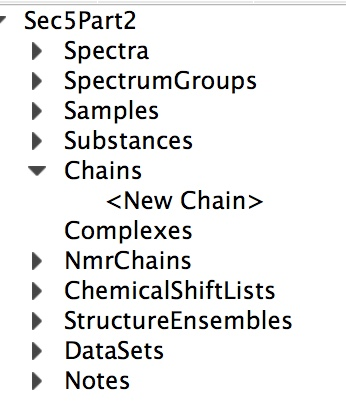 Sec5Part2
Spectra
SpectrumGroups
Samples
Substances
Chains
<New Chain>
Complexes
NmrChains
ChemicalShiftLists
StructureEnsembles
DataSets
Notes